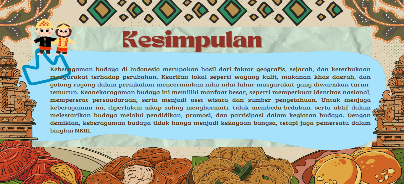 Kesimpulan
Keberagaman budaya di Indonesia merupakan hasil dari faktor geografis, sejarah, dan keterbukaan
masyarakat terhadap perubahan. Kearifan lokal seperti wayang kulit, makanan khas daerah, dan
gotong royong dalam pernikahan mencerminkan nilai-nilai luhur masyarakat yang diwariskan turun
temurun. Keanekaragaman budaya ini memiliki manfaat besar, seperti memperkuat identitas nasional,
mempererat persaudaraan, serta menjadi aset wisata dan sumber pengetahuan. Untuk menjaga
keberagaman ini, diperlukan sikap saling menghormati, tidak membeda-bedakan, serta aktif dalam
melestarikan budaya melalui pendidikan, promosi, dan partisipasi dalam kegiatan budaya. Dengan
demikian, keberagaman budaya tidak hanya menjadi kekayaan bangsa, tetapi juga pemersatu dalam
bingkai NKRI.